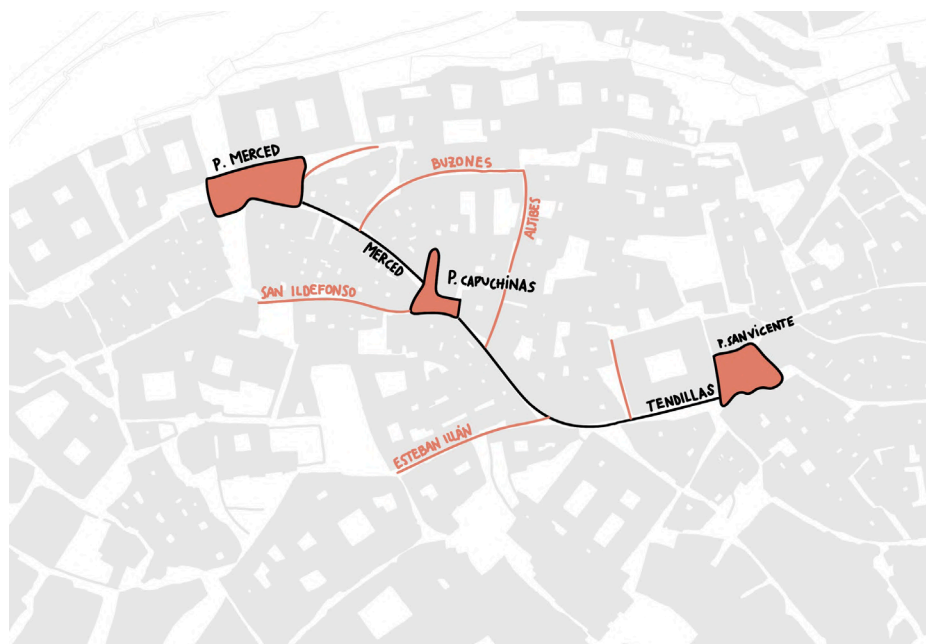 P. MERCED
BUZONES
ALJIBES
MERCED
P. CAPUCHINAS
SAN ILDEFONSO
P. SAN VICENTE
TENDILLAS
ESTEBAN ILLÁN